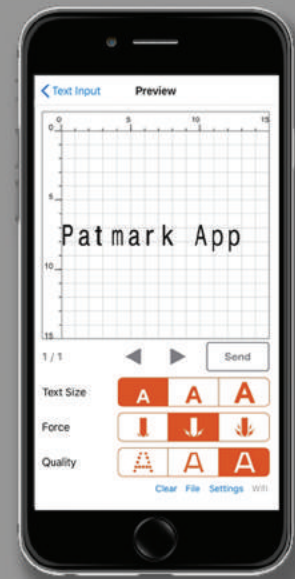 Text Input Preview
0 5 10 15
0
5
Patmark App
10
15
1 / 1 Send
Text Size A A A
Force
Quality A A A
Clear File Settings Wifi